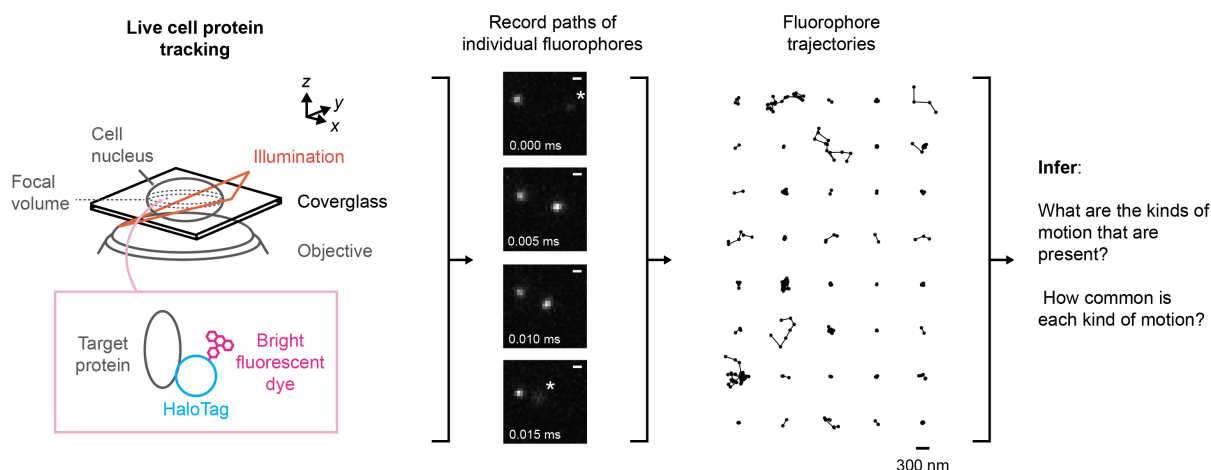 Live cell protein
tracking
z
y
x
Cell
nucleus
Illumination
Focal
volume
Coverglass
Objective
Target
protein
Bright
fluorescent
dye
HaloTag
Record paths of
individual fluorophores
*
0.000 ms
0.005 ms
0.010 ms
*
0.015 ms
Fluorophore
trajectories
300 nm
Infer:
What are the kinds of
motion that are
present?
How common is
each kind of motion?